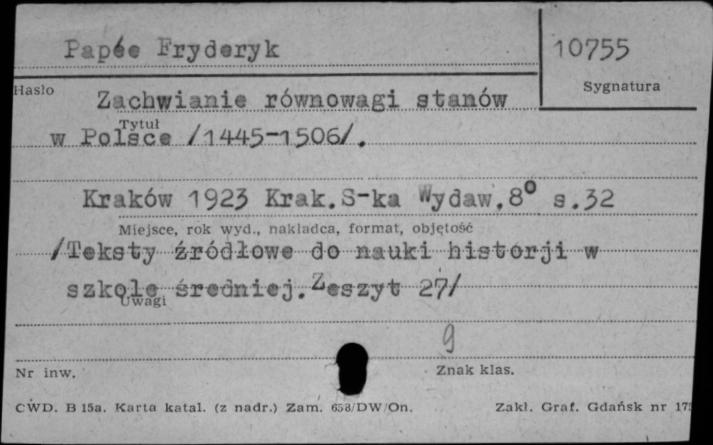 Papée Fryderyk
10755
Hasło
Sygnatura
Zachwianie równowagi stanów
Tytuł
w Polsce /1445-1506/.
Kraków 1923 Krak.S-ka Wydaw.8° s.32
Miejsce, rok wyd., nakładca, format, objętość
/Teksty źródłowe do nauki historji w
szkole średniej.Zeszyt 27/
Uwagi
9
Nr inw.
Znak klas.
CWD. B 15a. Karta katal. (z nadr.) Zam. 658/DW/On.
Zakł. Graf. Gdańsk nr